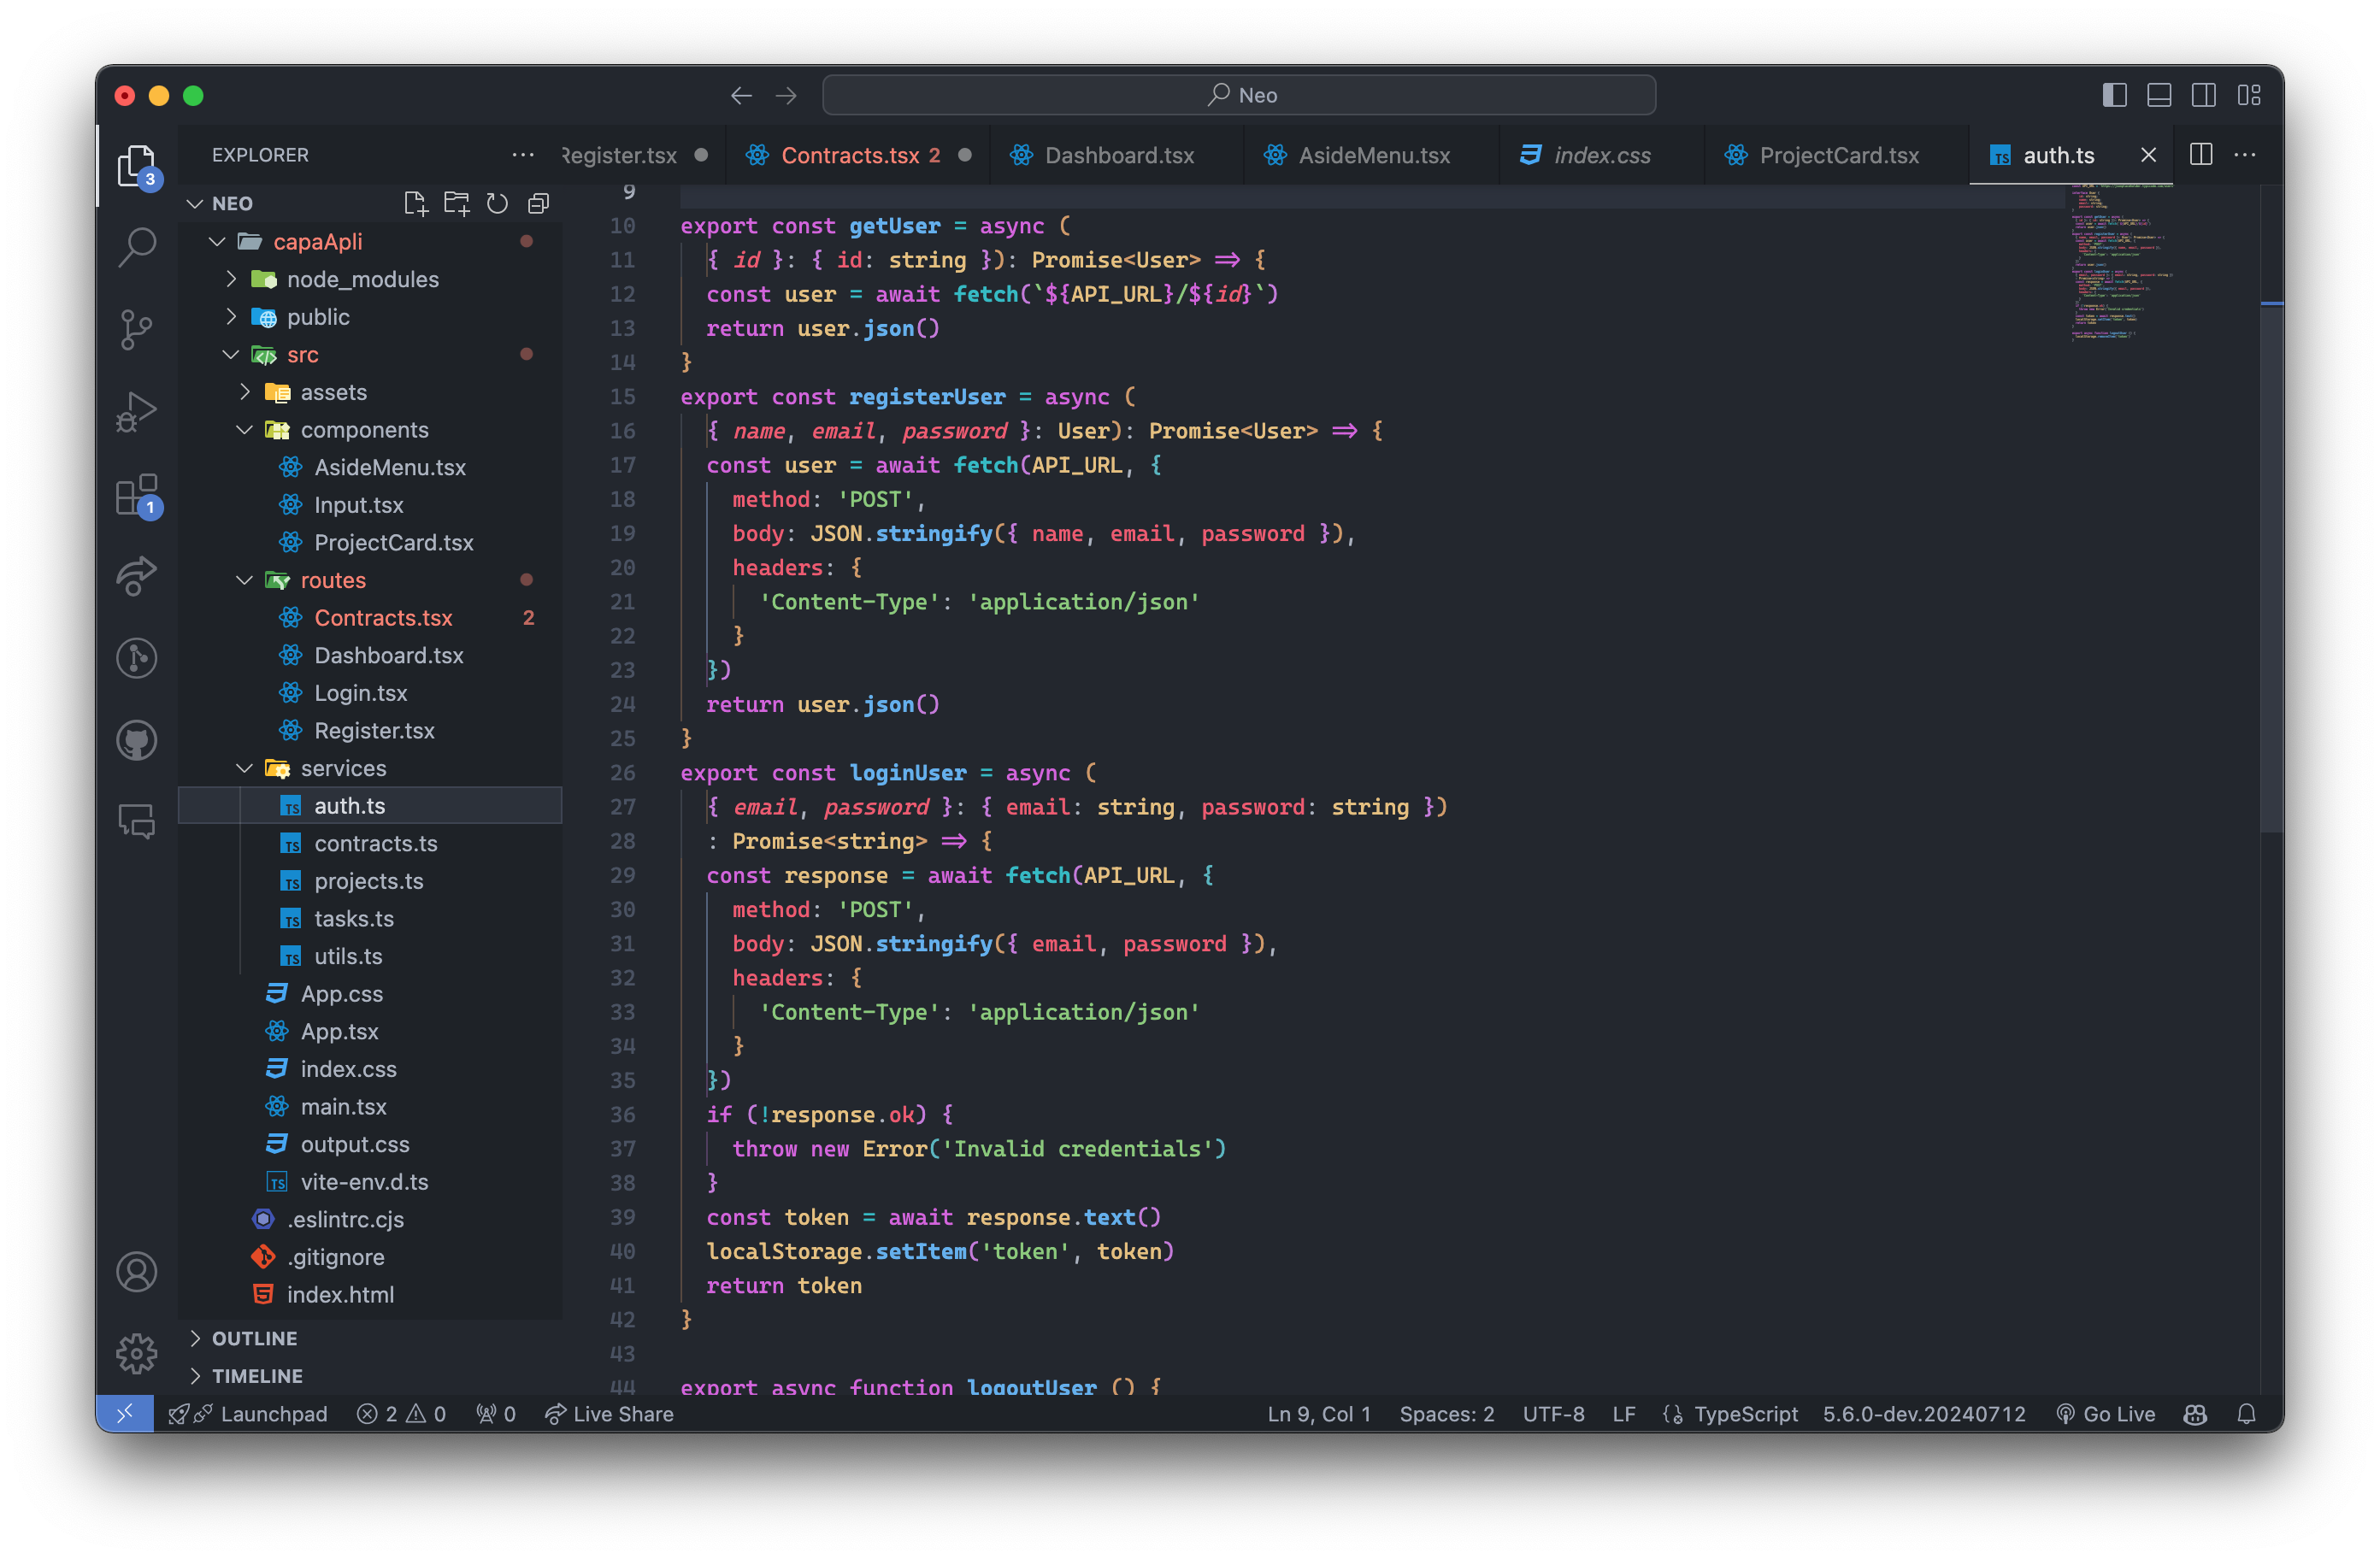 Neo
EXPLORER
Register.tsx
Contracts.tsx 2
Dashboard.tsx
AsideMenu.tsx
index.css
ProjectCard.tsx
TS auth.ts
3
1
NEO
capaApli
node_modules
public
src
assets
components
AsideMenu.tsx
Input.tsx
ProjectCard.tsx
routes
Contracts.tsx 2
Dashboard.tsx
Login.tsx
Register.tsx
services
TS auth.ts
TS contracts.ts
TS projects.ts
TS tasks.ts
TS utils.ts
App.css
App.tsx
index.css
main.tsx
output.css
TS vite-env.d.ts
.eslintrc.cjs
.gitignore
index.html
OUTLINE
TIMELINE
9
10 export const getUser = async (
11 { id }: { id: string }): Promise<User> => {
12 const user = await fetch(`${API_URL}/${id}`)
13 return user.json()
14 }
15 export const registerUser = async (
16 { name, email, password }: User): Promise<User> => {
17 const user = await fetch(API_URL, {
18 method: 'POST',
19 body: JSON.stringify({ name, email, password }),
20 headers: {
21 'Content-Type': 'application/json'
22 }
23 })
24 return user.json()
25 }
26 export const loginUser = async (
27 { email, password }: { email: string, password: string })
28 : Promise<string> => {
29 const response = await fetch(API_URL, {
30 method: 'POST',
31 body: JSON.stringify({ email, password }),
32 headers: {
33 'Content-Type': 'application/json'
34 }
35 })
36 if (!response.ok) {
37 throw new Error('Invalid credentials')
38 }
39 const token = await response.text()
40 localStorage.setItem('token', token)
41 return token
42 }
43
44 export async function logoutUser () {
Launchpad
2 0
0
Live Share
Ln 9, Col 1
Spaces: 2
UTF-8
LF
TypeScript
5.6.0-dev.20240712
Go Live